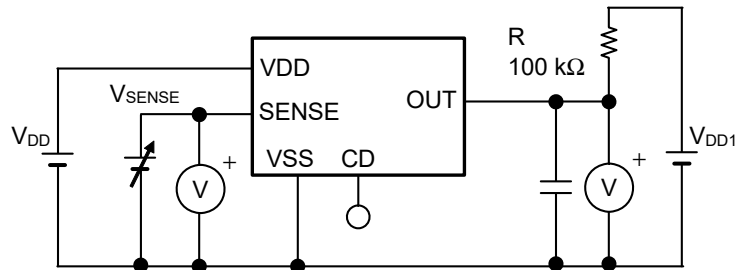 R
100 kΩ
VDD
VSENSE
SENSE
OUT
VDD
VDD1
+
+
VSS CD
V
V